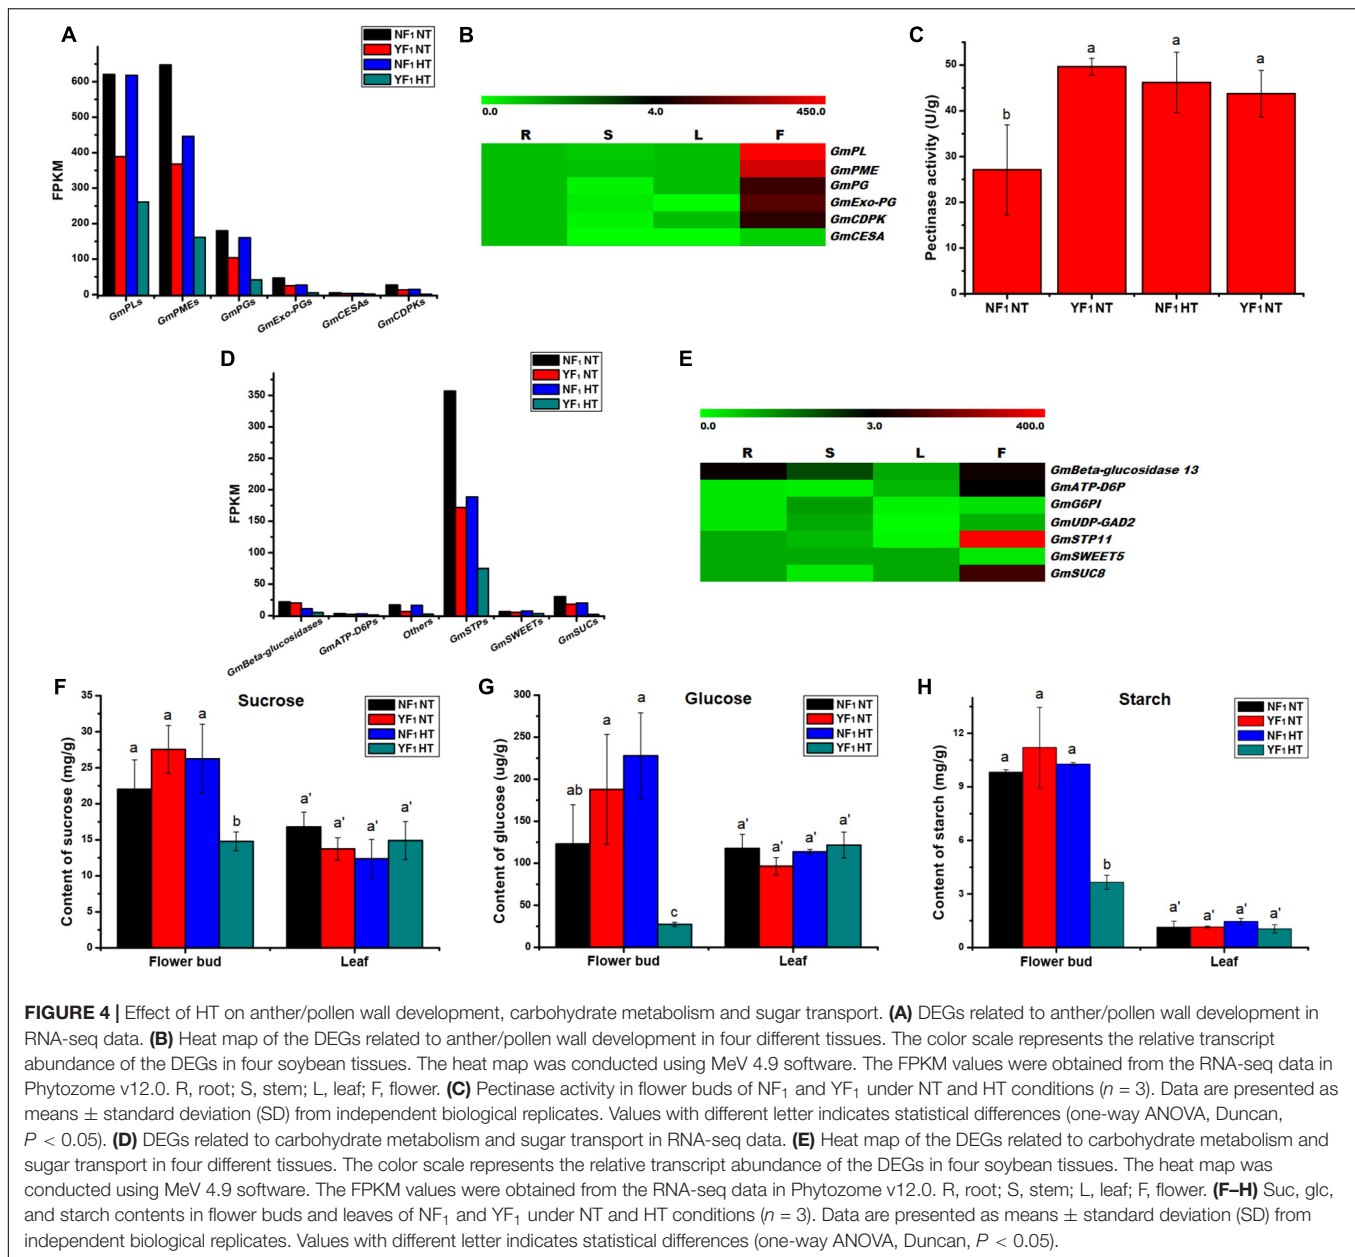 A
NF1 NT
YF1 NT
NF1 HT
YF1 HT
600
500
400
300
200
100
0
FPKM
GmPLs
GmPMEs
GmPGs
GmExo-PGs
GmCESAs
GmCDPKs
B
0.0 4.0 450.0
R S L F
GmPL
GmPME
GmPG
GmExo-PG
GmCDPK
GmCESA
C
60
50
40
30
20
10
0
Pectinase activity (U/g)
b a a a
NF1NT YF1NT NF1HT YF1NT
D
NF1 NT
YF1 NT
NF1 HT
YF1 HT
350
300
250
200
150
100
50
0
FPKM
GmBeta-glucosidases
GmATP-D6Ps
Others
GmSTPs
GmSWEETs
GmSUCs
E
0.0 3.0 400.0
R S L F
GmBeta-glucosidase 13
GmATP-D6P
GmG6PI
GmUDP-GAD2
GmSTP11
GmSWEET5
GmSUC8
F
Sucrose
NF1NT
YF1NT
NF1HT
YF1HT
35
30
25
20
15
10
5
0
Content of sucrose (mg/g)
a a a b a' a' a' a'
Flower bud Leaf
G
Glucose
NF1NT
YF1NT
NF1HT
YF1HT
300
250
200
150
100
50
0
Content of glucose (ug/g)
ab a a c a' a' a' a'
Flower bud Leaf
H
Starch
NF1NT
YF1NT
NF1HT
YF1HT
12
9
6
3
0
Content of starch (mg/g)
a a a b a' a' a' a'
Flower bud Leaf
FIGURE 4 | Effect of HT on anther/pollen wall development, carbohydrate metabolism and sugar transport. (A) DEGs related to anther/pollen wall development in
RNA-seq data. (B) Heat map of the DEGs related to anther/pollen wall development in four different tissues. The color scale represents the relative transcript
abundance of the DEGs in four soybean tissues. The heat map was conducted using MeV 4.9 software. The FPKM values were obtained from the RNA-seq data in
Phytozome v12.0. R, root; S, stem; L, leaf; F, flower. (C) Pectinase activity in flower buds of NF1 and YF1 under NT and HT conditions (n = 3). Data are presented as
means ± standard deviation (SD) from independent biological replicates. Values with different letter indicates statistical differences (one-way ANOVA, Duncan,
P < 0.05). (D) DEGs related to carbohydrate metabolism and sugar transport in RNA-seq data. (E) Heat map of the DEGs related to carbohydrate metabolism and
sugar transport in four different tissues. The color scale represents the relative transcript abundance of the DEGs in four soybean tissues. The heat map was
conducted using MeV 4.9 software. The FPKM values were obtained from the RNA-seq data in Phytozome v12.0. R, root; S, stem; L, leaf; F, flower. (F–H) Suc, glc,
and starch contents in flower buds and leaves of NF1 and YF1 under NT and HT conditions (n = 3). Data are presented as means ± standard deviation (SD) from
independent biological replicates. Values with different letter indicates statistical differences (one-way ANOVA, Duncan, P < 0.05).